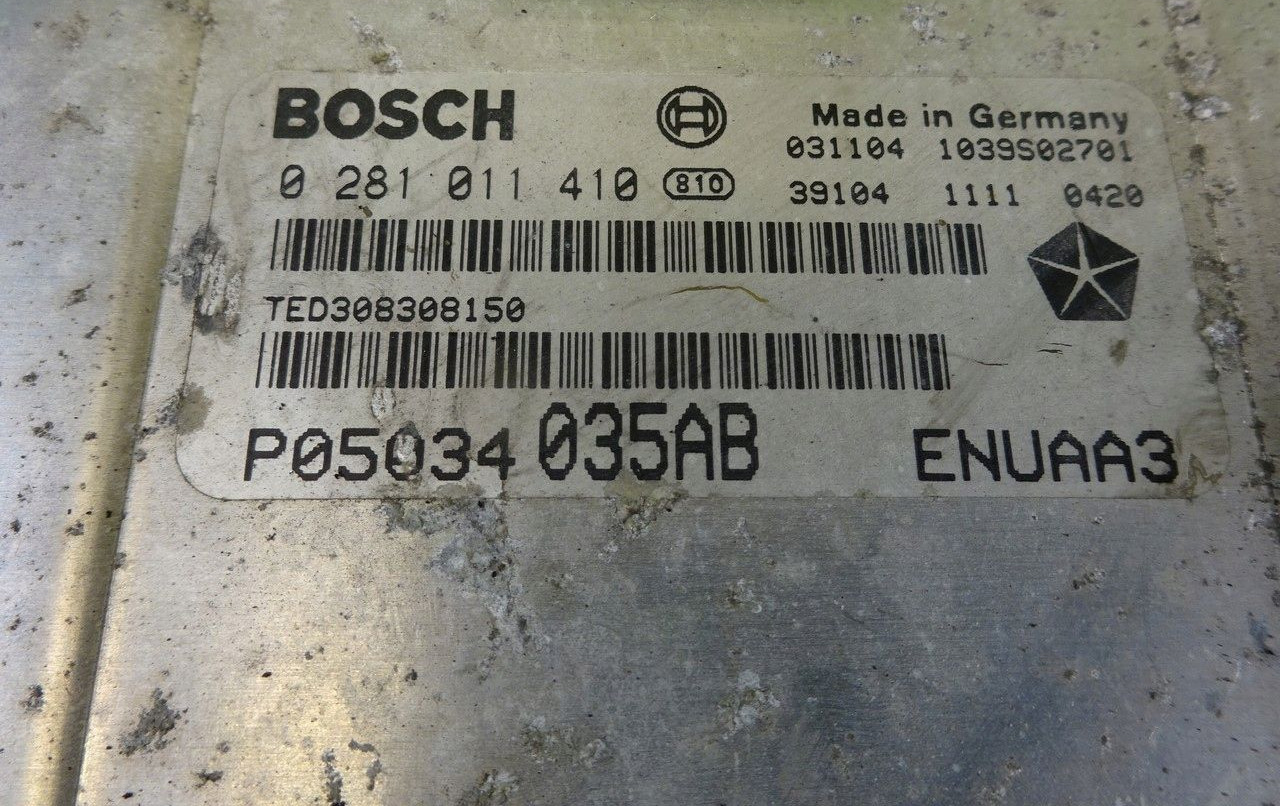 BOSCH
Made in Germany
031104 1039S02701
0 281 011 410 810
39104 1111 0420
TED308308150
P05034 035AB ENUAA3